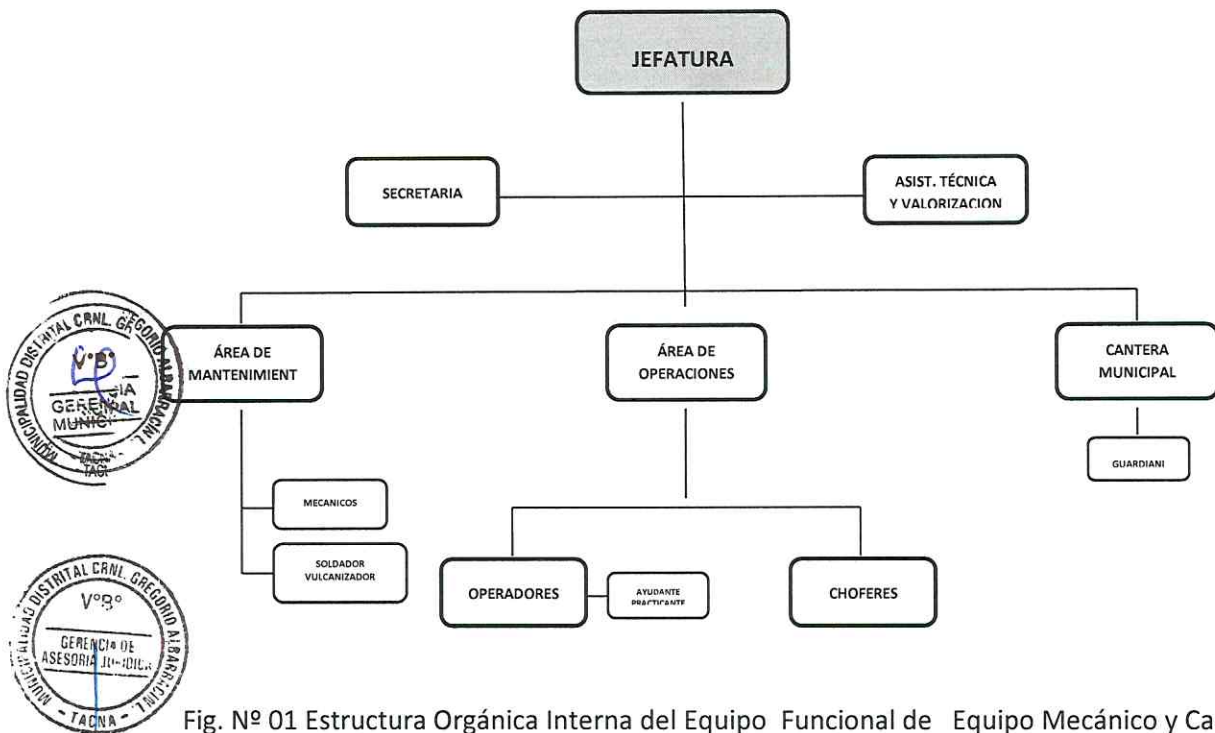 JEFATURA
SECRETARIA
ASIST. TÉCNICA
Y VALORIZACION
ÁREA DE
MANTENIMIENT
ÁREA DE
OPERACIONES
CANTERA
MUNICIPAL
GUARDIANI
MECANICOS
SOLDADOR
VULCANIZADOR
OPERADORES
AYUDANTE
PRACTICANTE
CHOFERES
MUNICIPALIDAD DISTRITAL CRNL. GREGORIO ALBARRACÍN L.
V°B°
GERENCIA
MUNICIPAL
- TACNA -
MUNICIPALIDAD DISTRITAL CRNL. GREGORIO ALBARRACIN L.
V°B°
GERENCIA DE
ASESORIA JURIDICA
- TACNA -
Fig. Nº 01 Estructura Orgánica Interna del Equipo Funcional de Equipo Mecánico y Ca